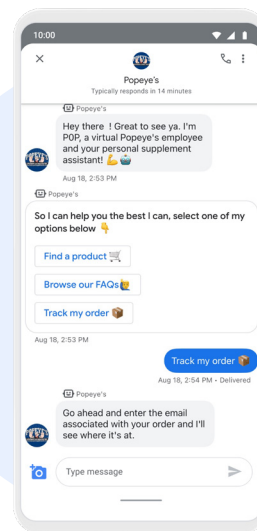 10:00
Popeye's
Typically responds in 14 minutes
Popeye's
Hey there ! Great to see ya. I'm
P0P, a virtual Popeye's employee
and your personal supplement
assistant! 💪🤖
Aug 18, 2:53 PM
Popeye's
So I can help you the best I can, select one of my
options below 👇
Find a product 🛒
Browse our FAQs🙋
Track my order 📦
Aug 18, 2:53 PM
Track my order 📦
Aug 18, 2:54 PM • Delivered
Popeye's
Go ahead and enter the email
associated with your order and I'll
see where it's at.
Type message